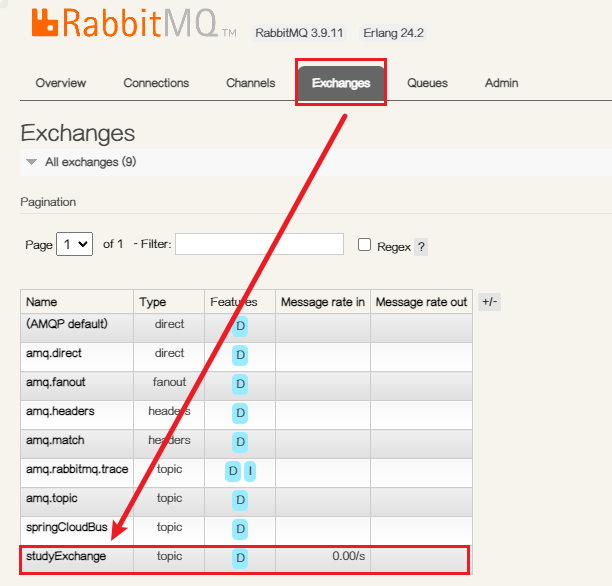 RabbitMQ TM RabbitMQ 3.9.11 Erlang 24.2
Overview Connections Channels Exchanges Queues Admin
Exchanges
All exchanges (9)
Pagination
Page 1 of 1 - Filter: Regex ?
Name Type Features Message rate in Message rate out +/-
(AMQP default) direct D
amq.direct direct D
amq.fanout fanout D
amq.headers headers D
amq.match headers D
amq.rabbitmq.trace topic D I
amq.topic topic D
springCloudBus topic D
studyExchange topic D 0.00/s